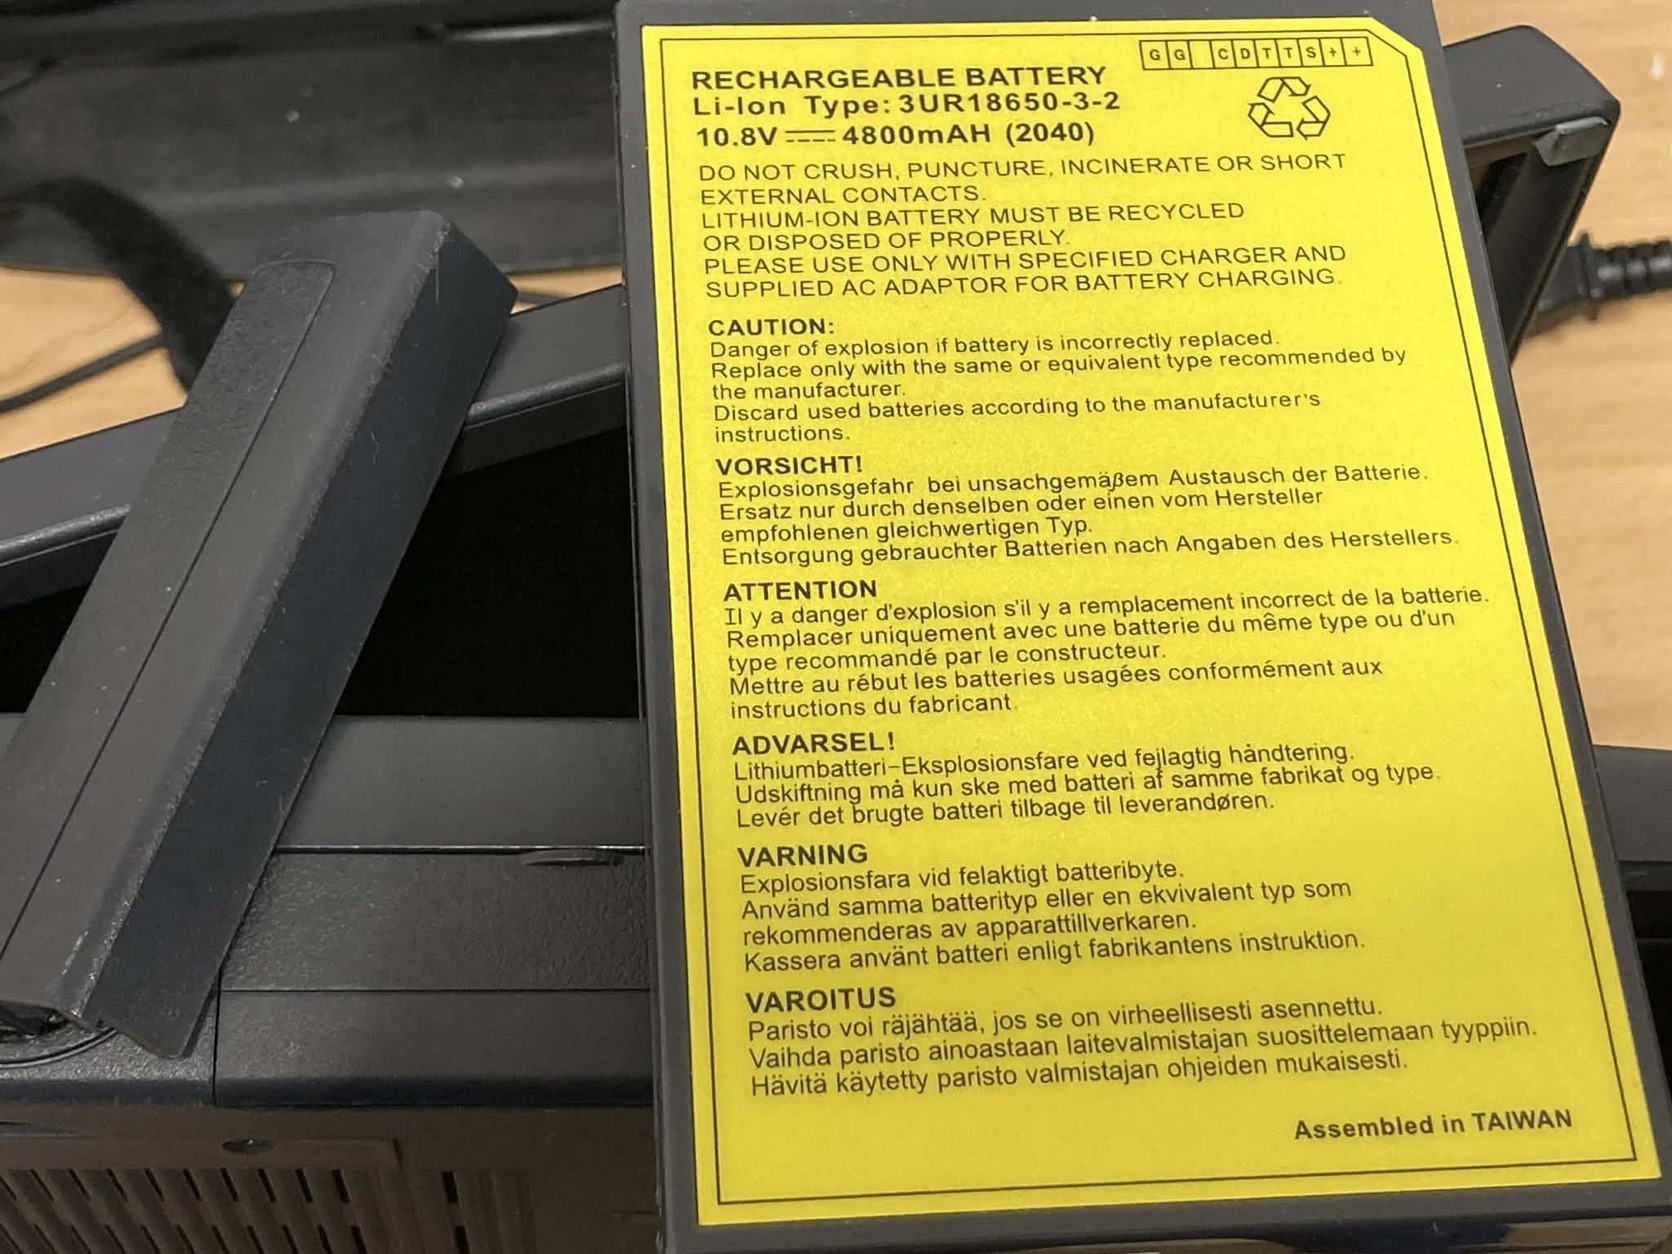 G G C D T T S + +
RECHARGEABLE BATTERY
Li-Ion Type: 3UR18650-3-2
10.8V 4800mAH (2040)
DO NOT CRUSH, PUNCTURE, INCINERATE OR SHORT
EXTERNAL CONTACTS.
LITHIUM-ION BATTERY MUST BE RECYCLED
OR DISPOSED OF PROPERLY.
PLEASE USE ONLY WITH SPECIFIED CHARGER AND
SUPPLIED AC ADAPTOR FOR BATTERY CHARGING.
CAUTION:
Danger of explosion if battery is incorrectly replaced.
Replace only with the same or equivalent type recommended by
the manufacturer.
Discard used batteries according to the manufacturer's
instructions.
VORSICHT!
Explosionsgefahr bei unsachgemäßem Austausch der Batterie.
Ersatz nur durch denselben oder einen vom Hersteller
empfohlenen gleichwertigen Typ.
Entsorgung gebrauchter Batterien nach Angaben des Herstellers.
ATTENTION
Il y a danger d'explosion s'il y a remplacement incorrect de la batterie.
Remplacer uniquement avec une batterie du même type ou d'un
type recommandé par le constructeur.
Mettre au rébut les batteries usagées conformément aux
instructions du fabricant.
ADVARSEL!
Lithiumbatteri-Eksplosionsfare ved fejlagtig håndtering.
Udskiftning må kun ske med batteri af samme fabrikat og type.
Levér det brugte batteri tilbage til leverandøren.
VARNING
Explosionsfara vid felaktigt batteribyte.
Använd samma batterityp eller en ekvivalent typ som
rekommenderas av apparattillverkaren.
Kassera använt batteri enligt fabrikantens instruktion.
VAROITUS
Paristo voi räjähtää, jos se on virheellisesti asennettu.
Vaihda paristo ainoastaan laitevalmistajan suosittelemaan tyyppiin.
Hävitä käytetty paristo valmistajan ohjeiden mukaisesti.
Assembled in TAIWAN